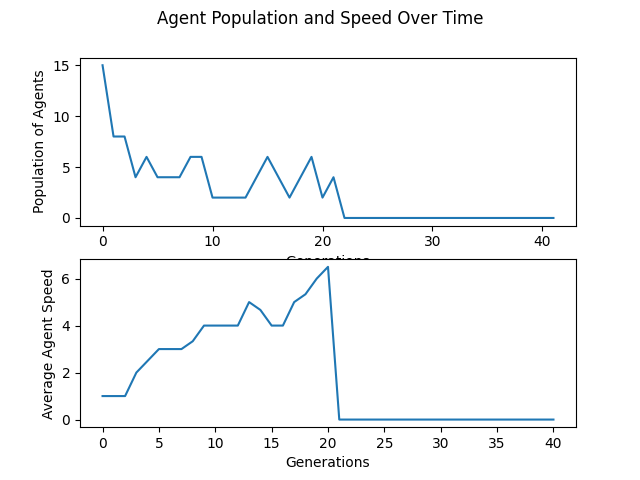 Agent Population and Speed Over Time
Population of Agents
15
10
5
0
0 10 20 30 40
Generations
Average Agent Speed
6
4
2
0
0 5 10 15 20 25 30 35 40
Generations